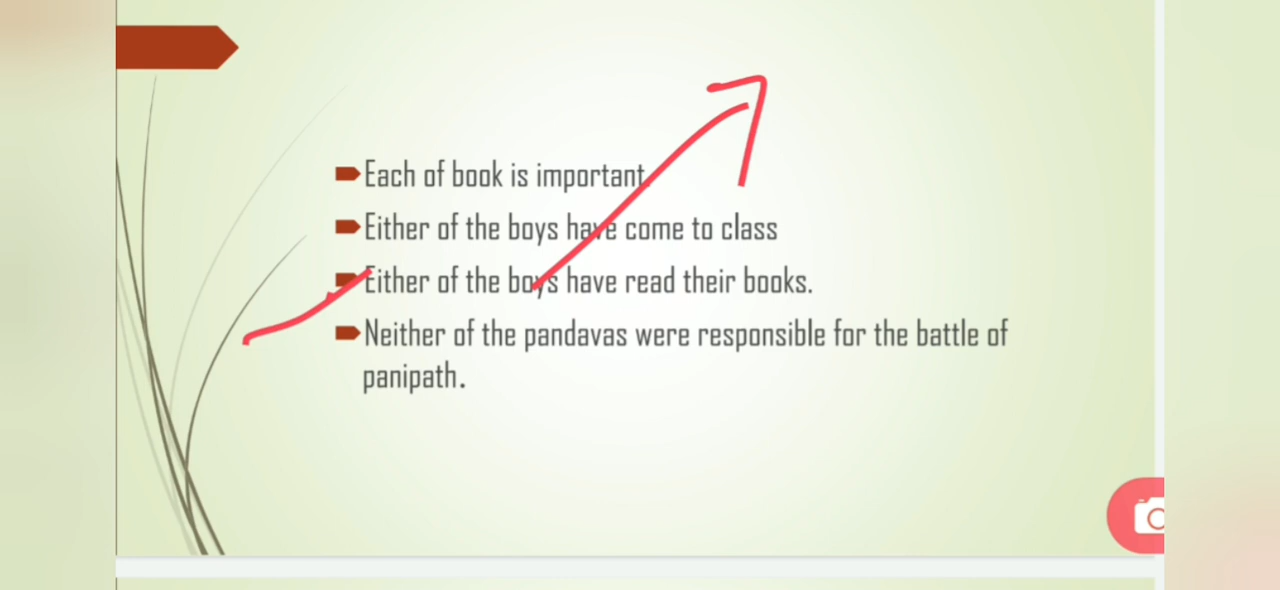 Each of book is important.
Either of the boys have come to class
Either of the boys have read their books.
Neither of the pandavas were responsible for the battle of
panipath.